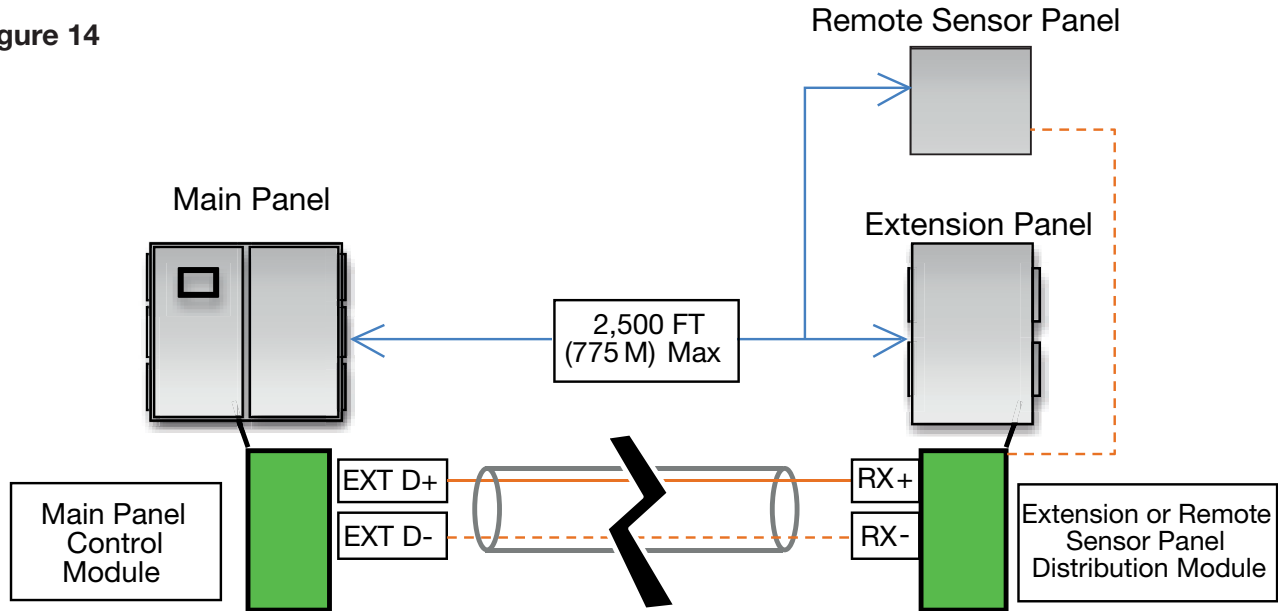 gure 14
Remote Sensor Panel
Main Panel
Extension Panel
2,500 FT
(775 M) Max
EXT D+
RX+
EXT D-
RX-
Main Panel
Control
Module
Extension or Remote
Sensor Panel
Distribution Module